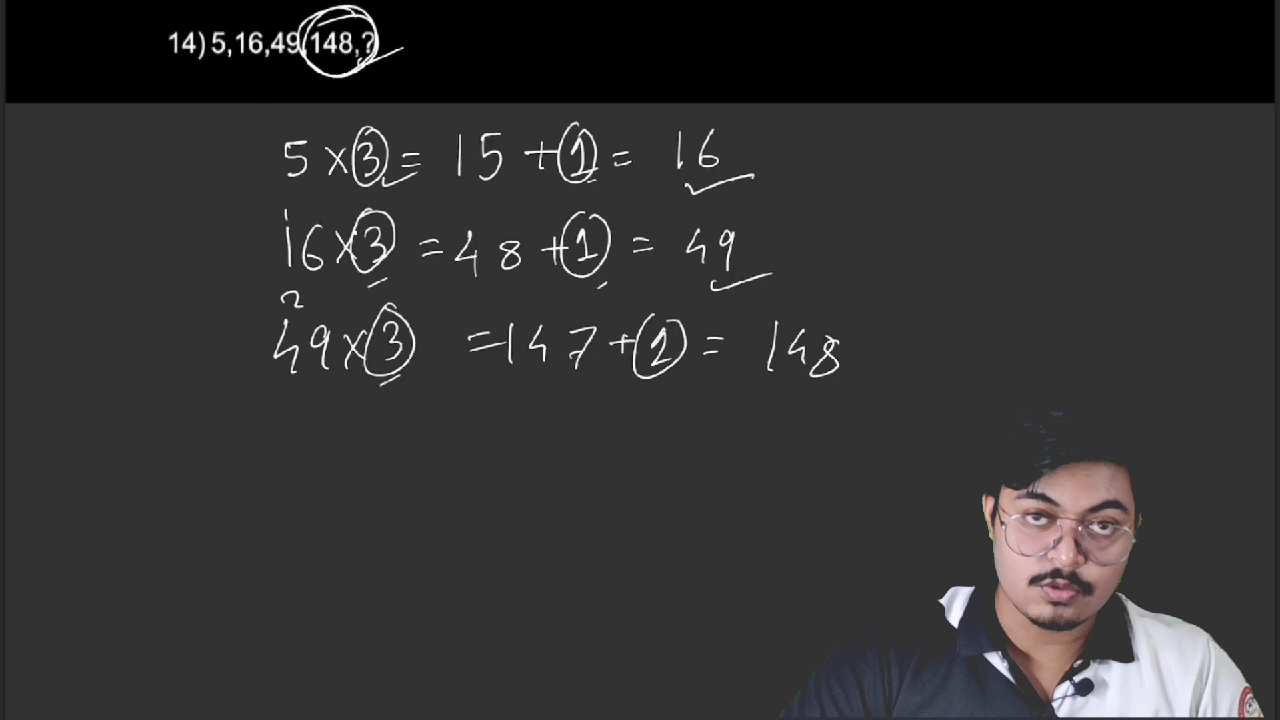 14) 5,16,49,148,?
5 x 3 = 15 + 1 = 16
16 x 3 = 48 + 1 = 49
2
49 x 3 = 147 + 1 = 148